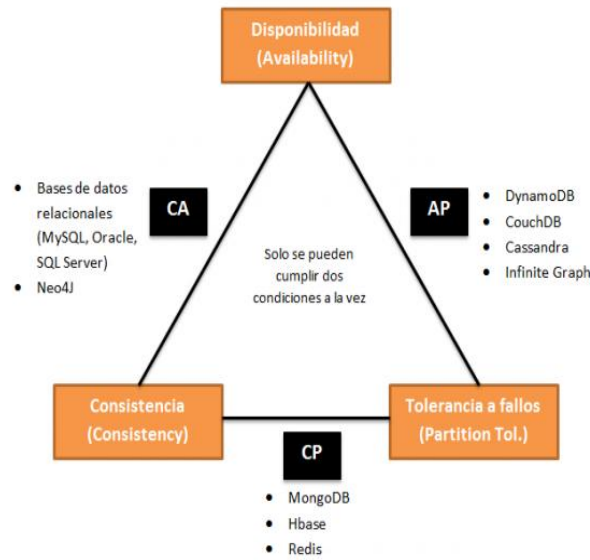 Disponibilidad
(Availability)
• Bases de datos
relacionales
(MySQL, Oracle,
SQL Server)
• Neo4J
CA
AP
• DynamoDB
• CouchDB
• Cassandra
• Infinite Graph
Solo se pueden
cumplir dos
condiciones a la vez
Consistencia
(Consistency)
Tolerancia a fallos
(Partition Tol.)
CP
• MongoDB
• Hbase
• Redis